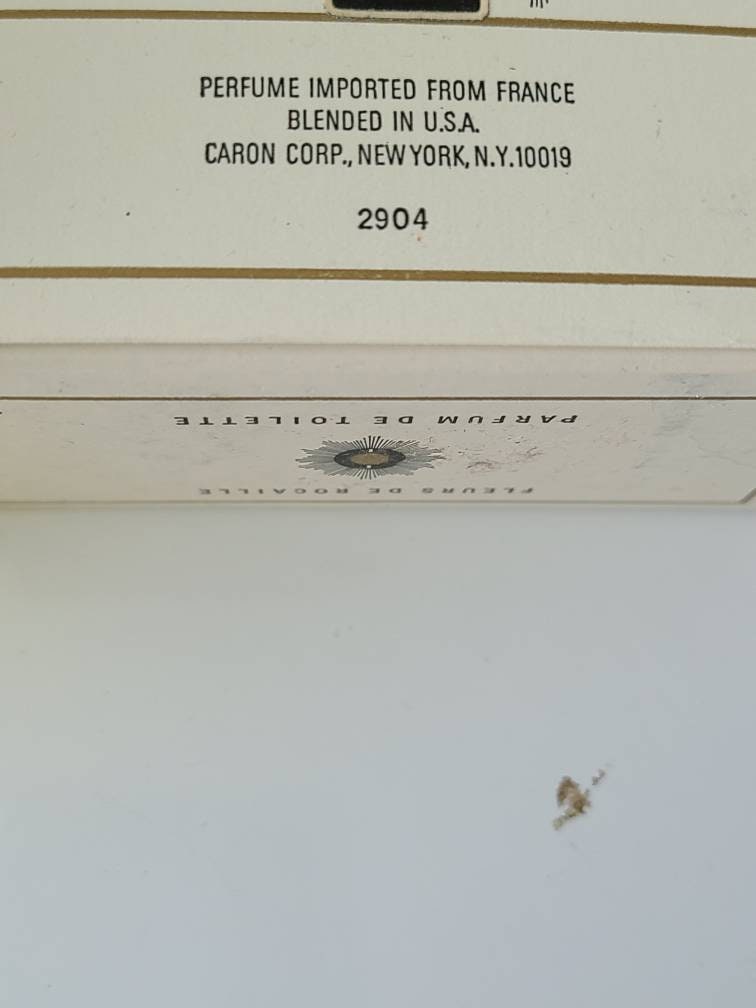 PERFUME IMPORTED FROM FRANCE
BLENDED IN U.S.A.
CARON CORP., NEW YORK, N.Y. 10019
2904
PARFUM DE TOILETTE
FLEURS DE ROCAILLE